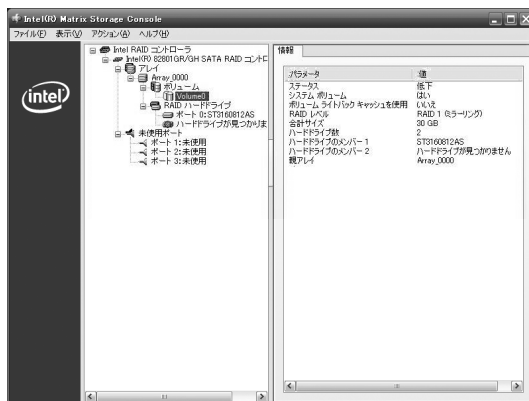 Intel(R) Matrix Storage Console
ファイル(F) 表示(V) アクション(A) ヘルプ(H)
intel
Intel RAID コントローラ
Intel(R) 82801GR/GH SATA RAID コントロ
アレイ
Array_0000
ボリューム
Volume0
RAID ハードドライブ
ポート 0:ST3160812AS
ハードドライブが見つかりま
未使用ポート
ポート 1:未使用
ポート 2:未使用
ポート 3:未使用
情報
パラメータ 値
ステータス 低下
システム ボリューム はい
ボリューム ライトバック キャッシュを使用 いいえ
RAID レベル RAID 1 (ミラーリング)
合計サイズ 30 GB
ハードドライブ数 2
ハードドライブのメンバー 1 ST3160812AS
ハードドライブのメンバー 2 ハードドライブが見つかりません
親アレイ Array_0000